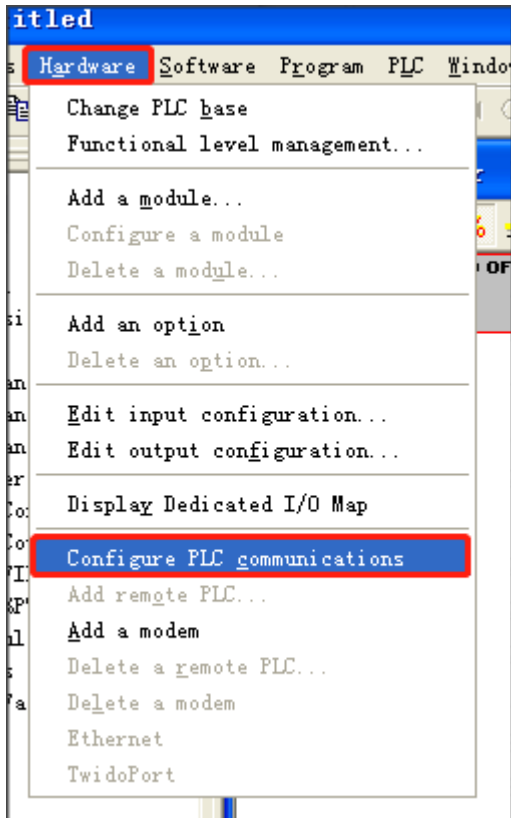 itled
s Hardware Software Program PLC Windo
Change PLC base
Functional level management...
Add a module...
Configure a module
Delete a module...
Add an option
Delete an option...
Edit input configuration...
Edit output configuration...
Display Dedicated I/O Map
Configure PLC communications
Add remote PLC...
Add a modem
Delete a remote PLC...
Delete a modem
Ethernet
TwidoPort